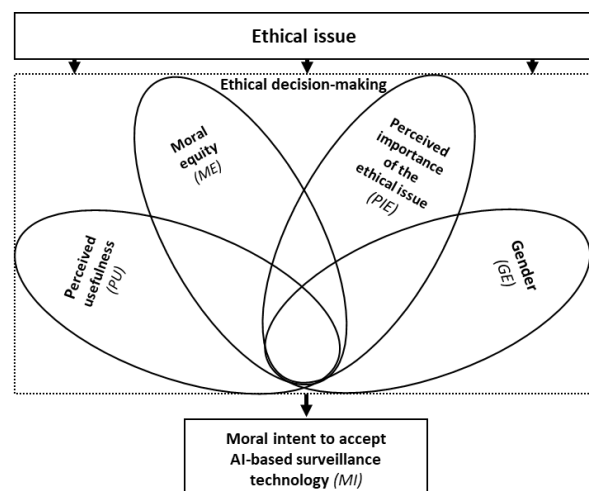 Ethical issue
Ethical decision-making
Moral
equity
(ME)
Perceived
importance
of the
ethical issue
(PIE)
Perceived
usefulness
(PU)
Gender
(GE)
Moral intent to accept
AI-based surveillance
technology (MI)